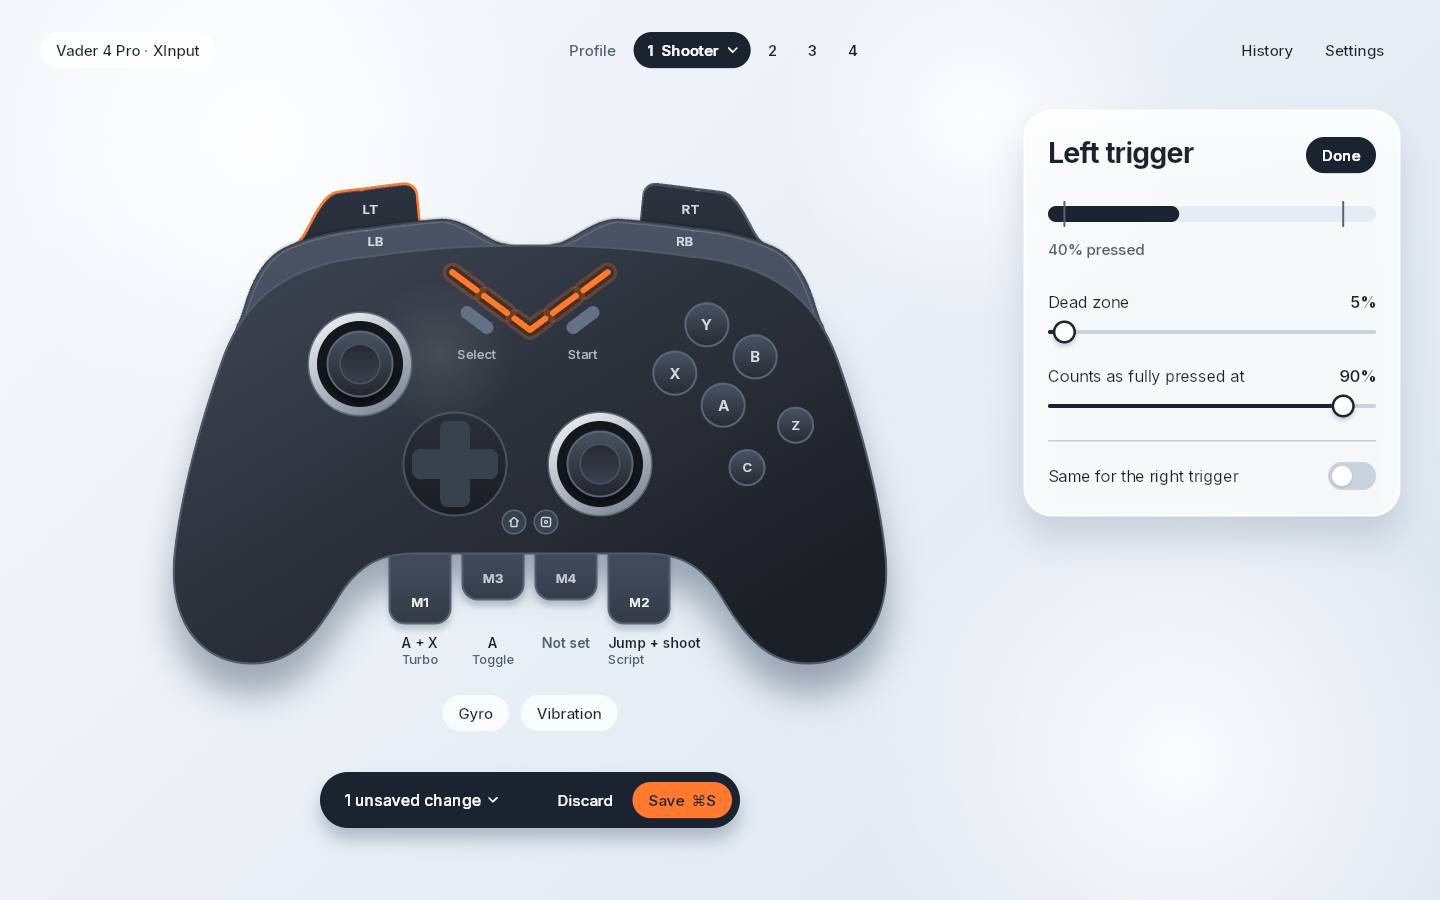 Vader 4 Pro · XInput
Profile
1 Shooter
2
3
4
History
Settings
Left trigger
Done
40% pressed
Dead zone
5%
Counts as fully pressed at
90%
Same for the right trigger
LT
RT
LB
RB
Select
Start
Y
B
X
A
Z
C
M1
M3
M4
M2
A + X
Turbo
A
Toggle
Not set
Jump + shoot
Script
Gyro
Vibration
1 unsaved change
Discard
Save ⌘S